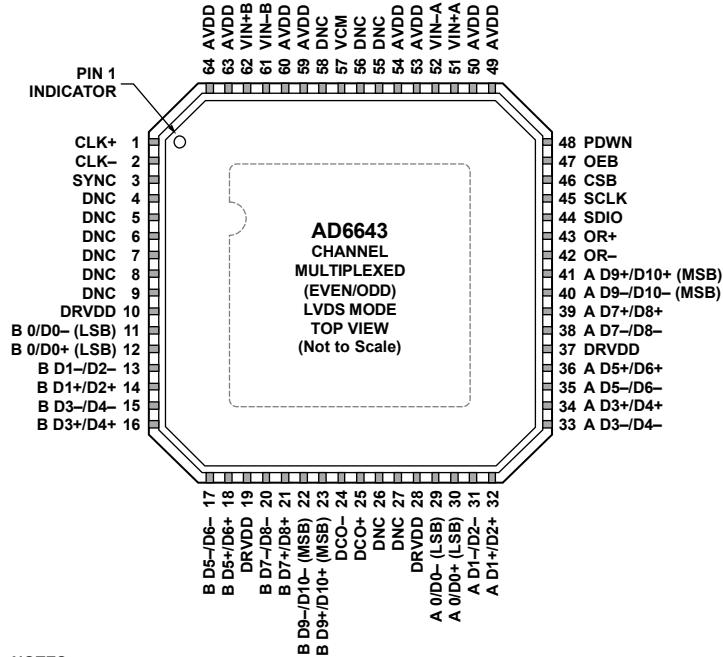 64 AVDD
63 AVDD
62 VIN+B
61 VIN–B
60 AVDD
59 AVDD
58 DNC
57 VCM
56 DNC
55 DNC
54 AVDD
53 AVDD
52 VIN–A
51 VIN+A
50 AVDD
49 AVDD
PIN 1
INDICATOR
CLK+ 1
CLK– 2
SYNC 3
DNC 4
DNC 5
DNC 6
DNC 7
DNC 8
DNC 9
DRVDD 10
B 0/D0– (LSB) 11
B 0/D0+ (LSB) 12
B D1–/D2– 13
B D1+/D2+ 14
B D3–/D4– 15
B D3+/D4+ 16
AD6643
CHANNEL
MULTIPLEXED
(EVEN/ODD)
LVDS MODE
TOP VIEW
(Not to Scale)
48 PDWN
47 OEB
46 CSB
45 SCLK
44 SDIO
43 OR+
42 OR–
41 A D9+/D10+ (MSB)
40 A D9–/D10– (MSB)
39 A D7+/D8+
38 A D7–/D8–
37 DRVDD
36 A D5+/D6+
35 A D5–/D6–
34 A D3+/D4+
33 A D3–/D4–
B D5–/D6– 17
B D5+/D6+ 18
DRVDD 19
B D7–/D8– 20
B D7+/D8+ 21
B D9–/D10– (MSB) 22
B D9+/D10+ (MSB) 23
DCO– 24
DCO+ 25
DNC 26
DNC 27
DRVDD 28
A 0/D0– (LSB) 29
A 0/D0+ (LSB) 30
A D1–/D2– 31
A D1+/D2+ 32